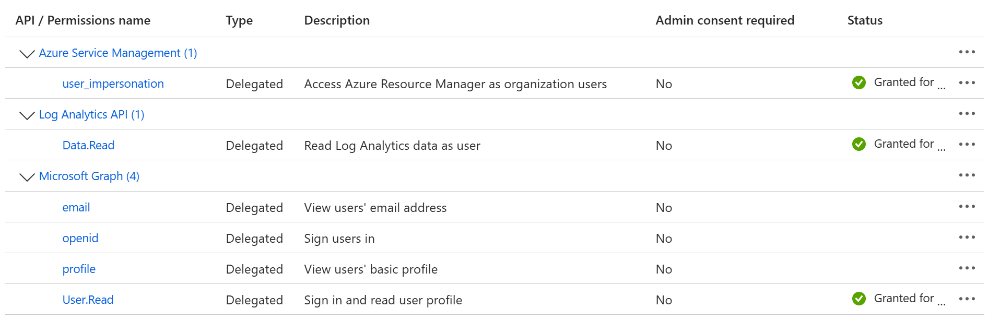 API / Permissions name Type Description Admin consent required Status
Azure Service Management (1)
user_impersonation Delegated Access Azure Resource Manager as organization users No Granted for ...
Log Analytics API (1)
Data.Read Delegated Read Log Analytics data as user No Granted for ...
Microsoft Graph (4)
email Delegated View users' email address No
openid Delegated Sign users in No
profile Delegated View users' basic profile No
User.Read Delegated Sign in and read user profile No Granted for ...